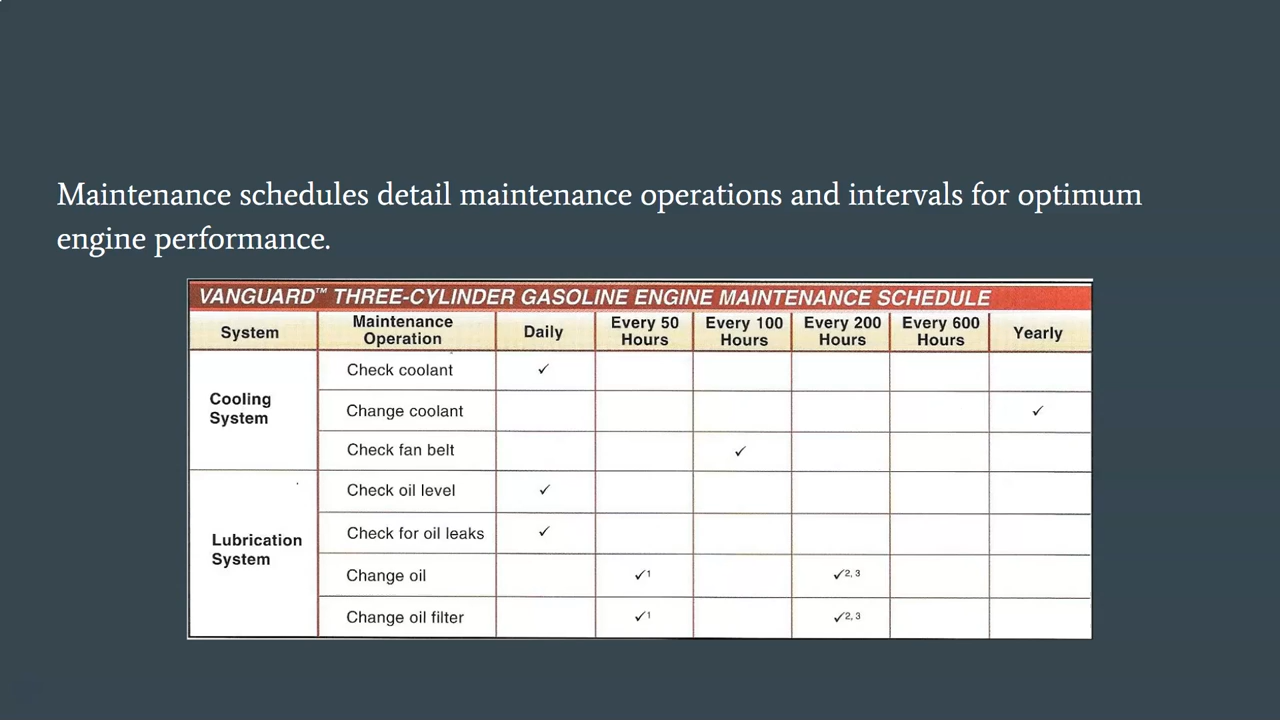 Maintenance schedules detail maintenance operations and intervals for optimum
engine performance.
VANGUARD™ THREE-CYLINDER GASOLINE ENGINE MAINTENANCE SCHEDULE
System Maintenance Operation Daily Every 50 Hours Every 100 Hours Every 200 Hours Every 600 Hours Yearly
Cooling System
Check coolant ✓
Change coolant ✓
Check fan belt ✓
Lubrication System
Check oil level ✓
Check for oil leaks ✓
Change oil ✓1 ✓2, 3
Change oil filter ✓1 ✓2, 3